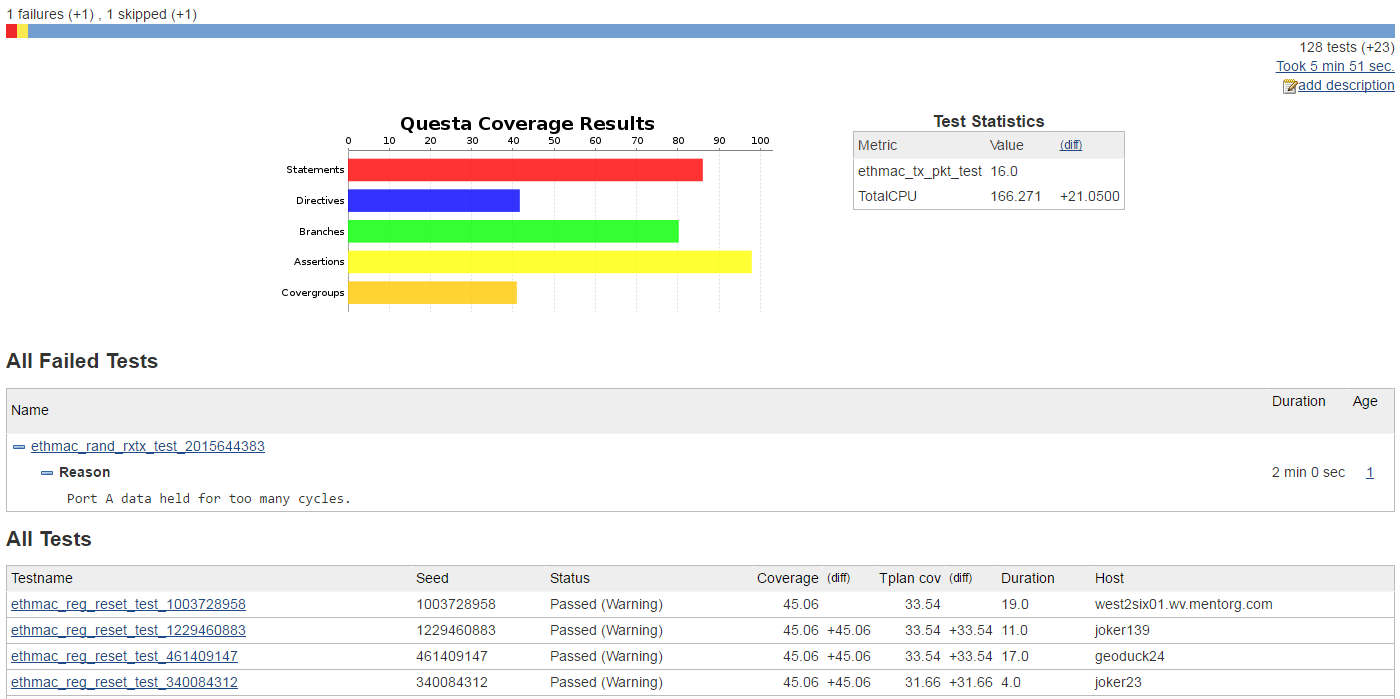 1 failures (+1) , 1 skipped (+1)
128 tests (+23)
Took 5 min 51 sec.
add description
Questa Coverage Results
0 10 20 30 40 50 60 70 80 90 100
Statements
Directives
Branches
Assertions
Covergroups
Test Statistics
Metric Value (diff)
ethmac_tx_pkt_test 16.0
TotalCPU 166.271 +21.0500
All Failed Tests
Name Duration Age
ethmac_rand_rxtx_test_2015644383
Reason 2 min 0 sec 1
Port A data held for too many cycles.
All Tests
Testname Seed Status Coverage (diff) Tplan cov (diff) Duration Host
ethmac_reg_reset_test_1003728958 1003728958 Passed (Warning) 45.06 33.54 19.0 west2six01.wv.mentorg.com
ethmac_reg_reset_test_1229460883 1229460883 Passed (Warning) 45.06 +45.06 33.54 +33.54 11.0 joker139
ethmac_reg_reset_test_461409147 461409147 Passed (Warning) 45.06 +45.06 33.54 +33.54 17.0 geoduck24
ethmac_reg_reset_test_340084312 340084312 Passed (Warning) 45.06 +45.06 31.66 +31.66 4.0 joker23